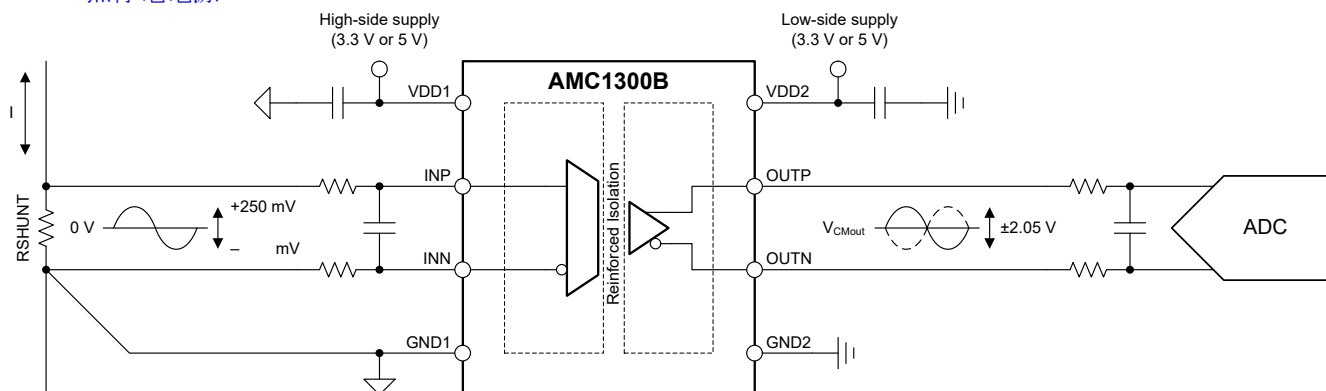 High-side supply
(3.3 V or 5 V)
Low-side supply
(3.3 V or 5 V)
AMC1300B
VDD1
VDD2
I
INP
OUTP
RSHUNT
0 V
+250 mV
– mV
Reinforced Isolation
VCMout
±2.05 V
ADC
INN
OUTN
GND1
GND2